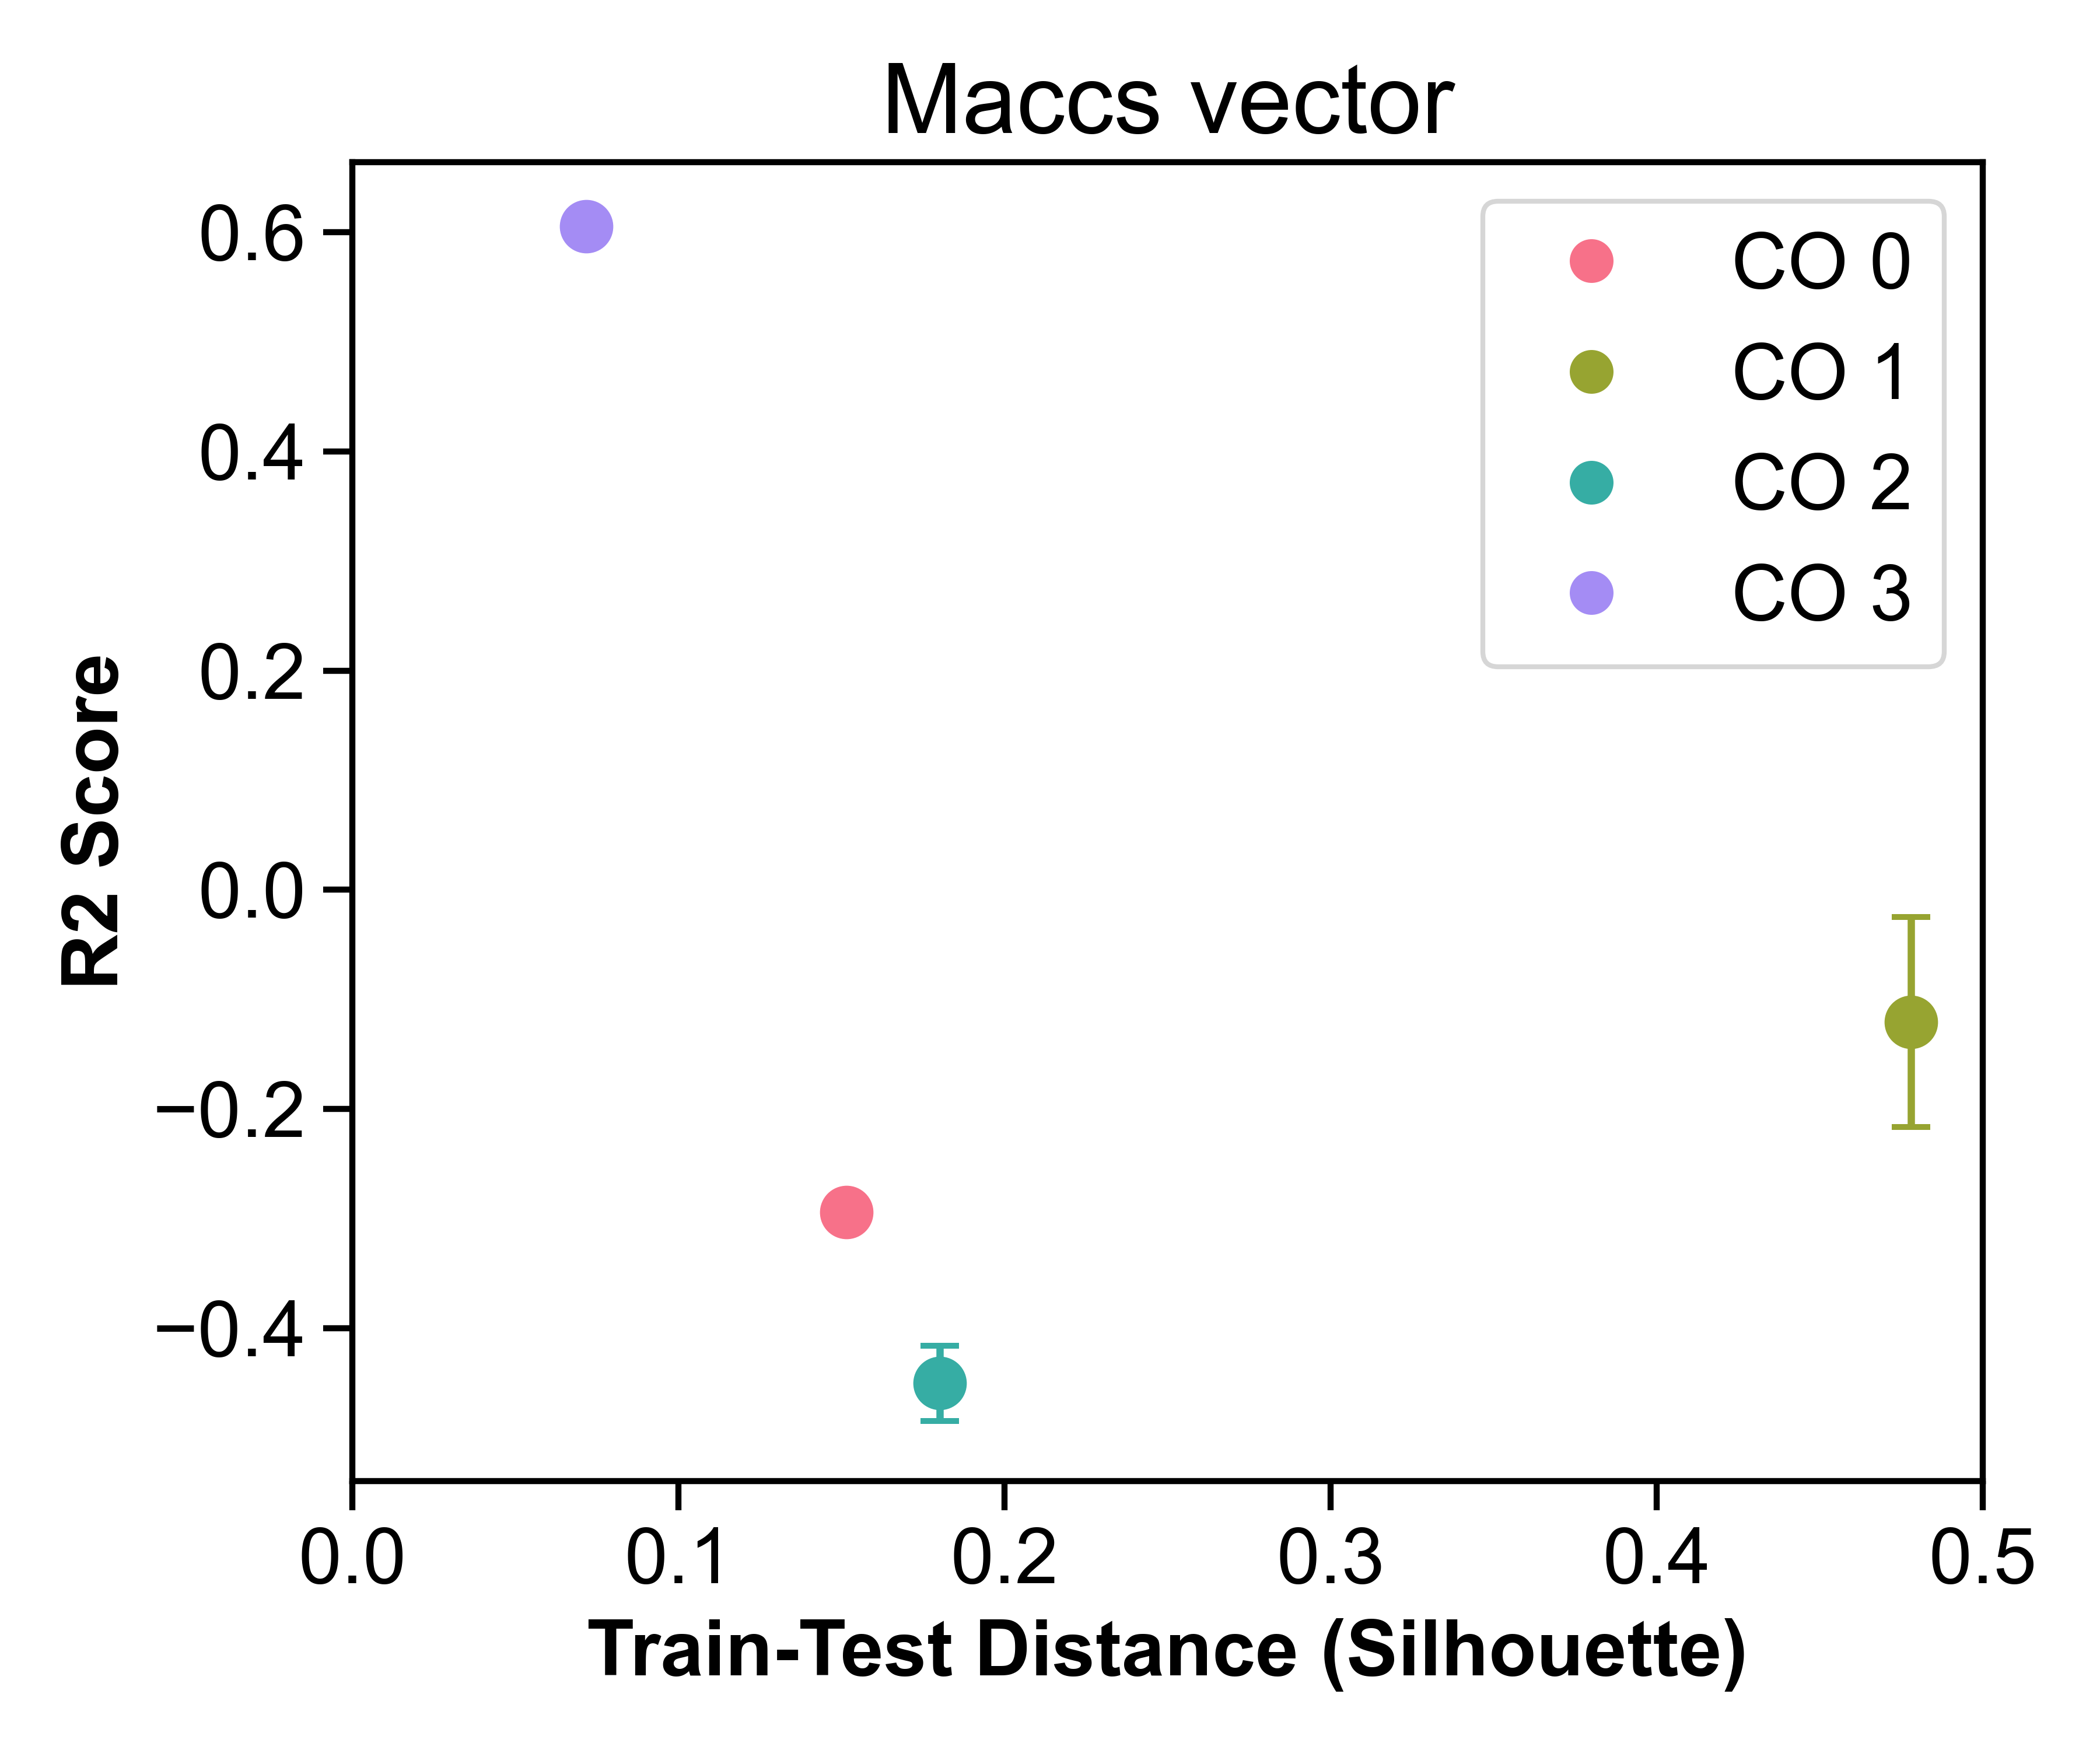 Maccs vector
0.6
0.4
0.2
0.0
−0.2
−0.4
R2 Score
CO 0
CO 1
CO 2
CO 3
0.0 0.1 0.2 0.3 0.4 0.5
Train-Test Distance (Silhouette)